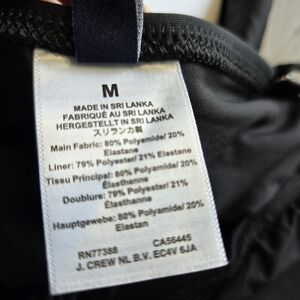 M
MADE IN SRI LANKA
FABRIQUÉ AU SRI LANKA
HERGESTELLT IN SRI LANKA
スリランカ製
Main Fabric: 80% Polyamide/ 20%
Elastane
Liner: 79% Polyester/ 21% Elastane
Tissu Principal: 80% Polyamide/ 20%
Élasthanne
Doublure: 79% Polyester/ 21%
Élasthanne
Hauptgewebe: 80% Polyamid/ 20%
Elastan
RN77388 CA56445
J. CREW NL B.V. EC4V 6JA